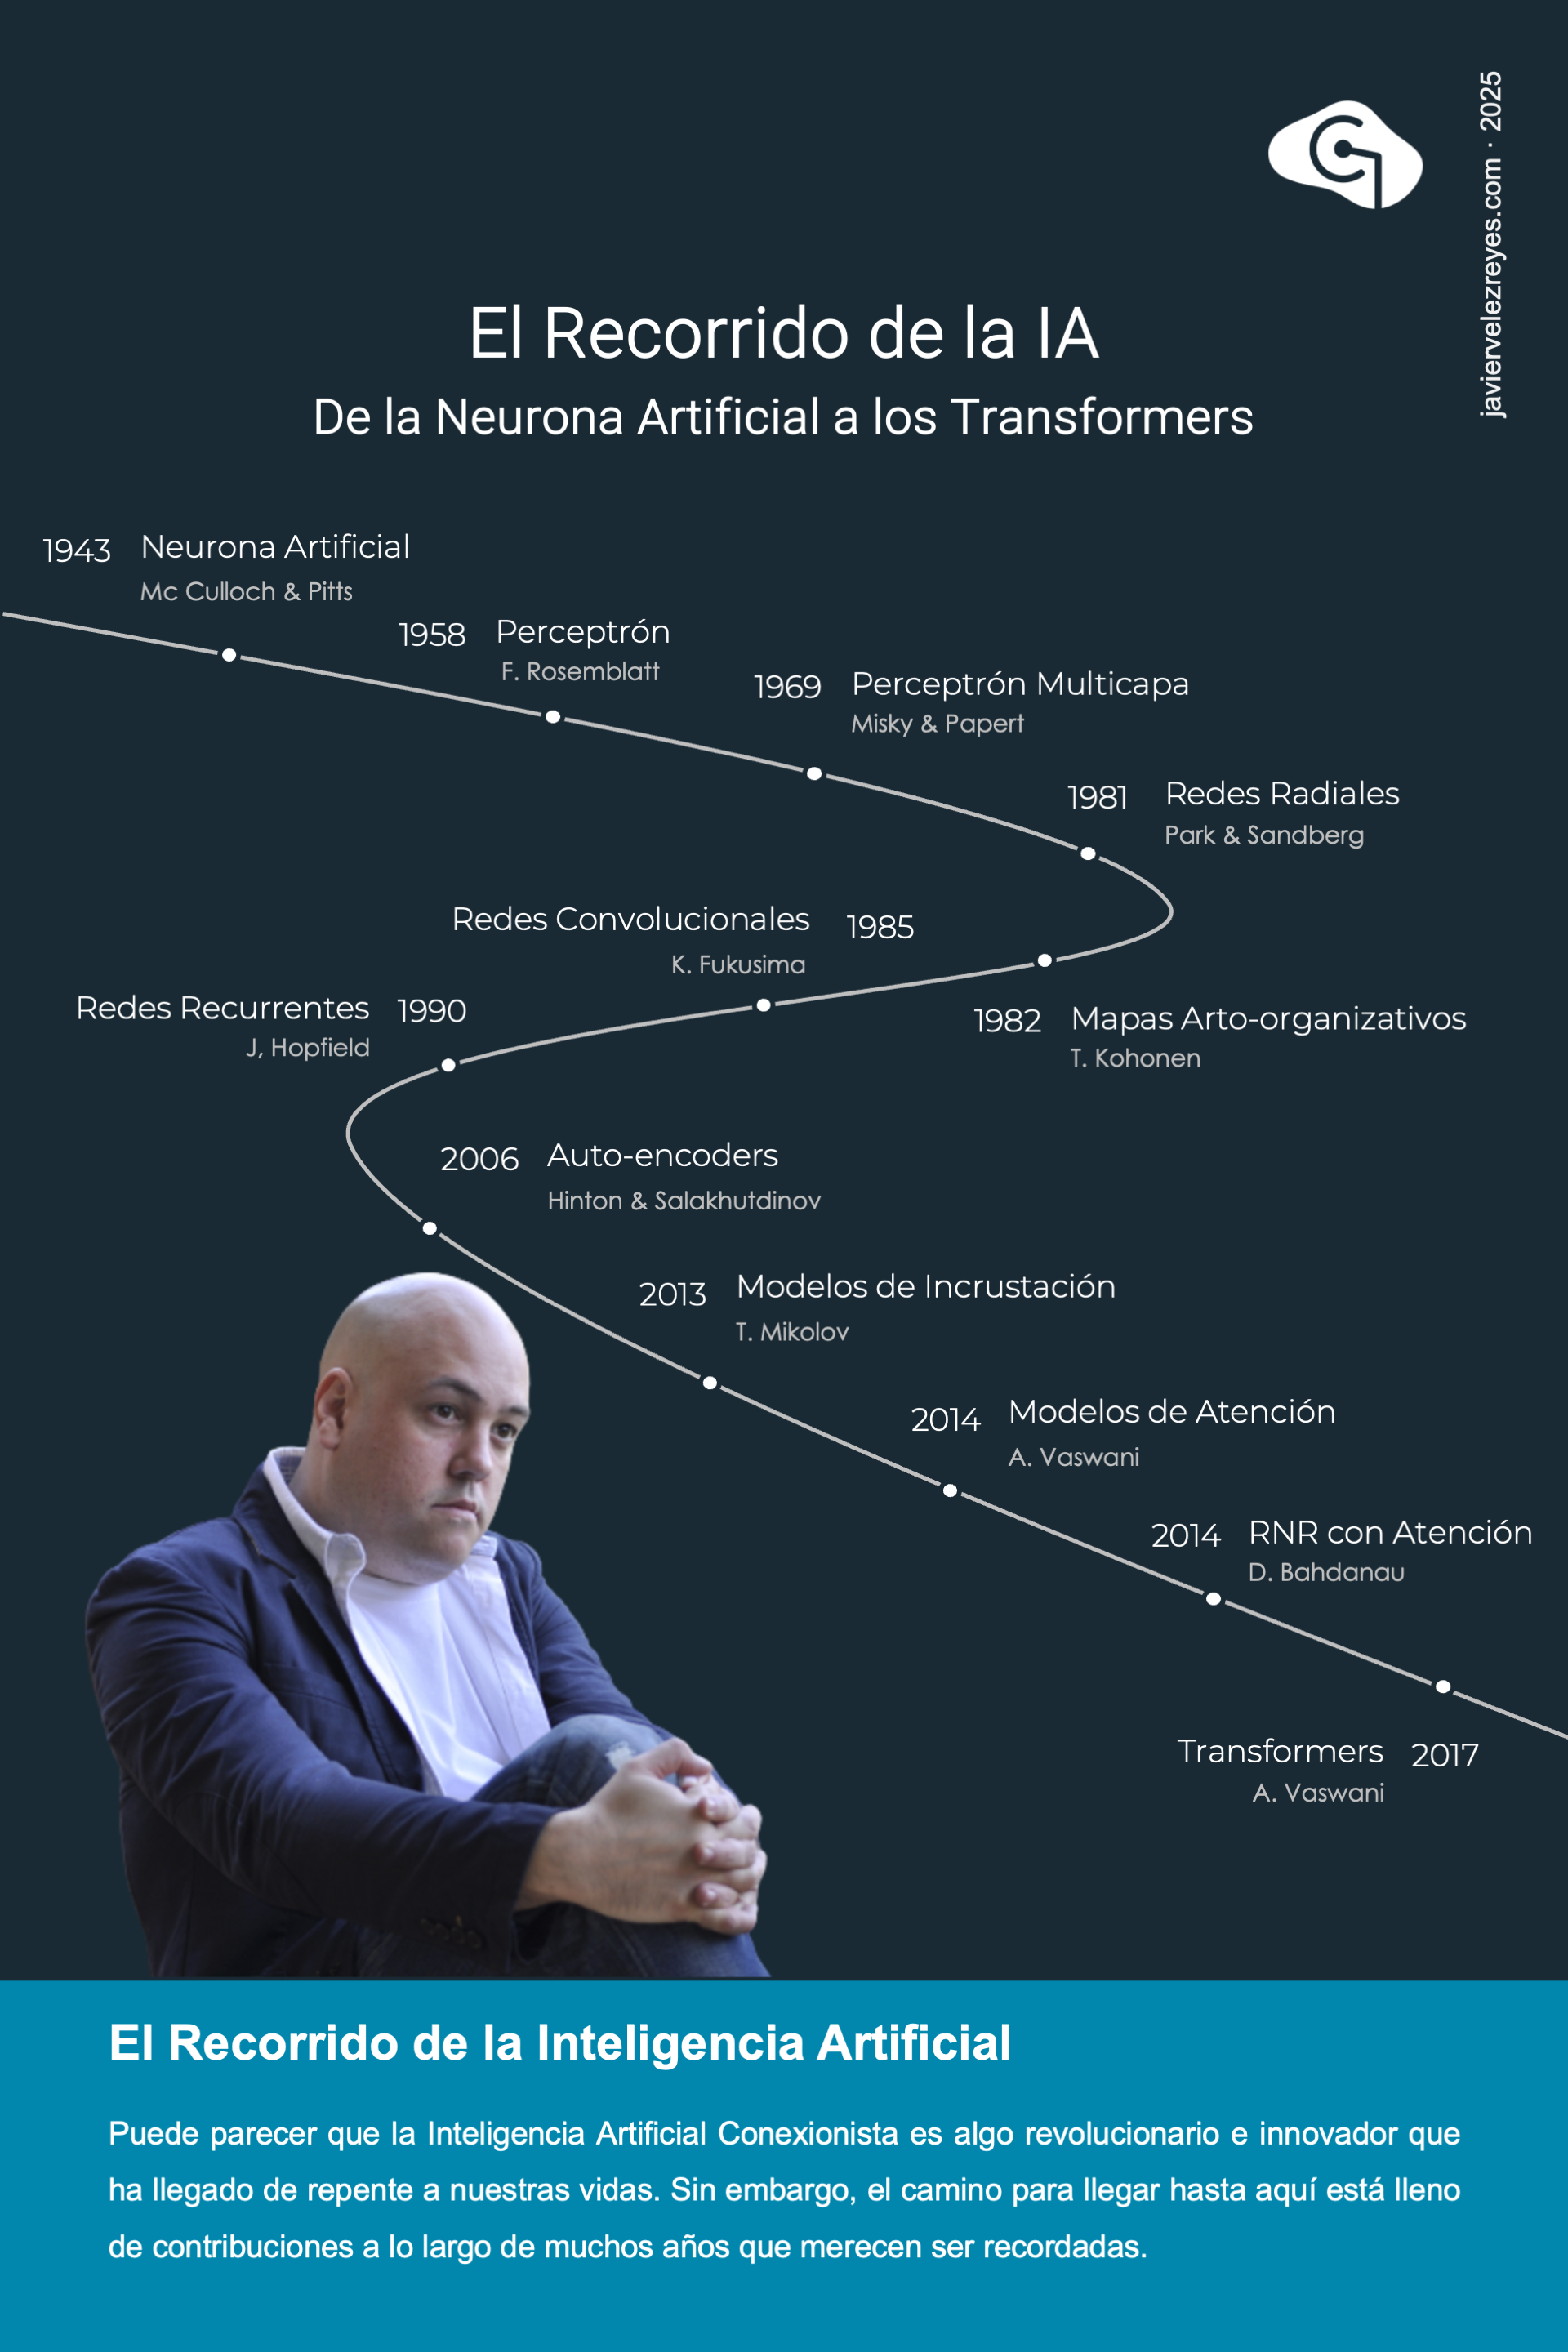 javiervelezreyes.com · 2025
El Recorrido de la IA
De la Neurona Artificial a los Transformers
1943 Neurona Artificial
Mc Culloch & Pitts
1958 Perceptrón
F. Rosemblatt
1969 Perceptrón Multicapa
Misky & Papert
1981 Redes Radiales
Park & Sandberg
Redes Convolucionales 1985
K. Fukusima
Redes Recurrentes 1990
J, Hopfield
1982 Mapas Arto-organizativos
T. Kohonen
2006 Auto-encoders
Hinton & Salakhutdinov
2013 Modelos de Incrustación
T. Mikolov
2014 Modelos de Atención
A. Vaswani
2014 RNR con Atención
D. Bahdanau
Transformers 2017
A. Vaswani
El Recorrido de la Inteligencia Artificial
Puede parecer que la Inteligencia Artificial Conexionista es algo revolucionario e innovador que
ha llegado de repente a nuestras vidas. Sin embargo, el camino para llegar hasta aquí está lleno
de contribuciones a lo largo de muchos años que merecen ser recordadas.